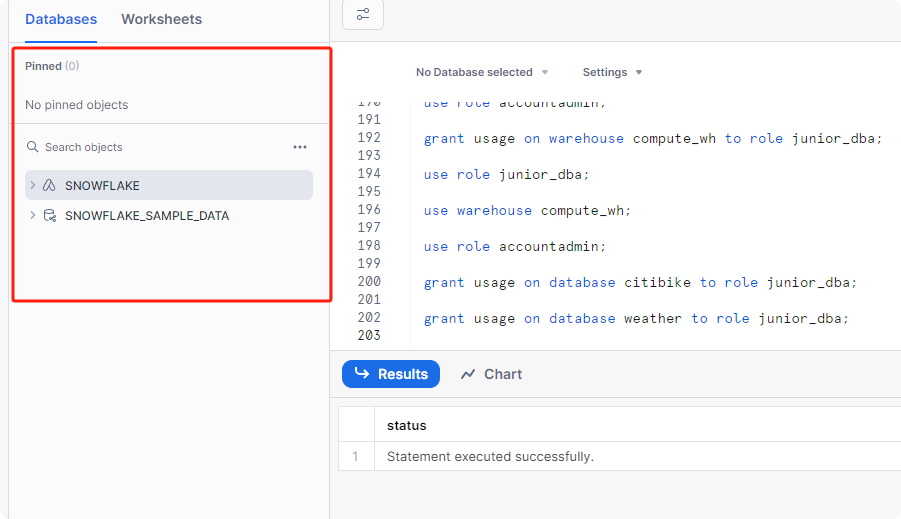 Databases Worksheets
Pinned (0)
No pinned objects
Search objects
SNOWFLAKE
SNOWFLAKE_SAMPLE_DATA
No Database selected Settings
190 use role accountadmin;
191
192 grant usage on warehouse compute_wh to role junior_dba;
193
194 use role junior_dba;
195
196 use warehouse compute_wh;
197
198 use role accountadmin;
199
200 grant usage on database citibike to role junior_dba;
201
202 grant usage on database weather to role junior_dba;
203
Results Chart
status
1 Statement executed successfully.